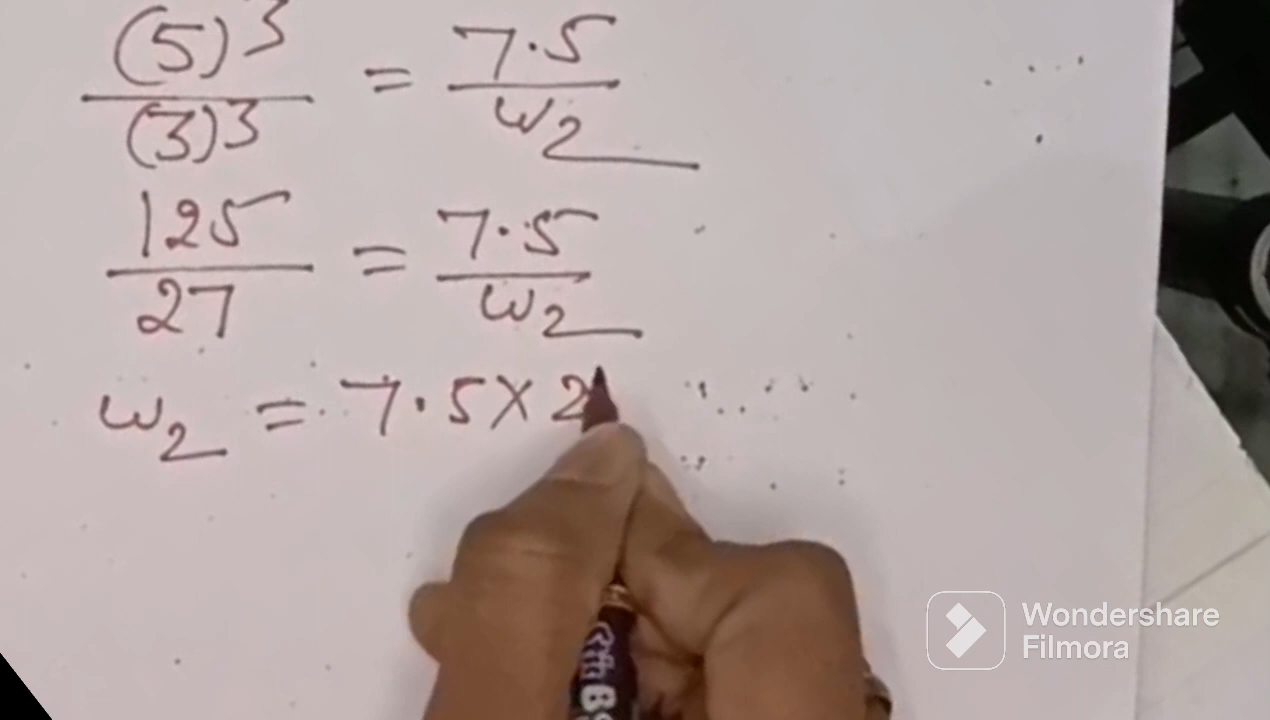 (5)³ / (3)³ = 7.5 / W₂
125 / 27 = 7.5 / W₂
W₂ = 7.5 × 2
Wondershare
Filmora